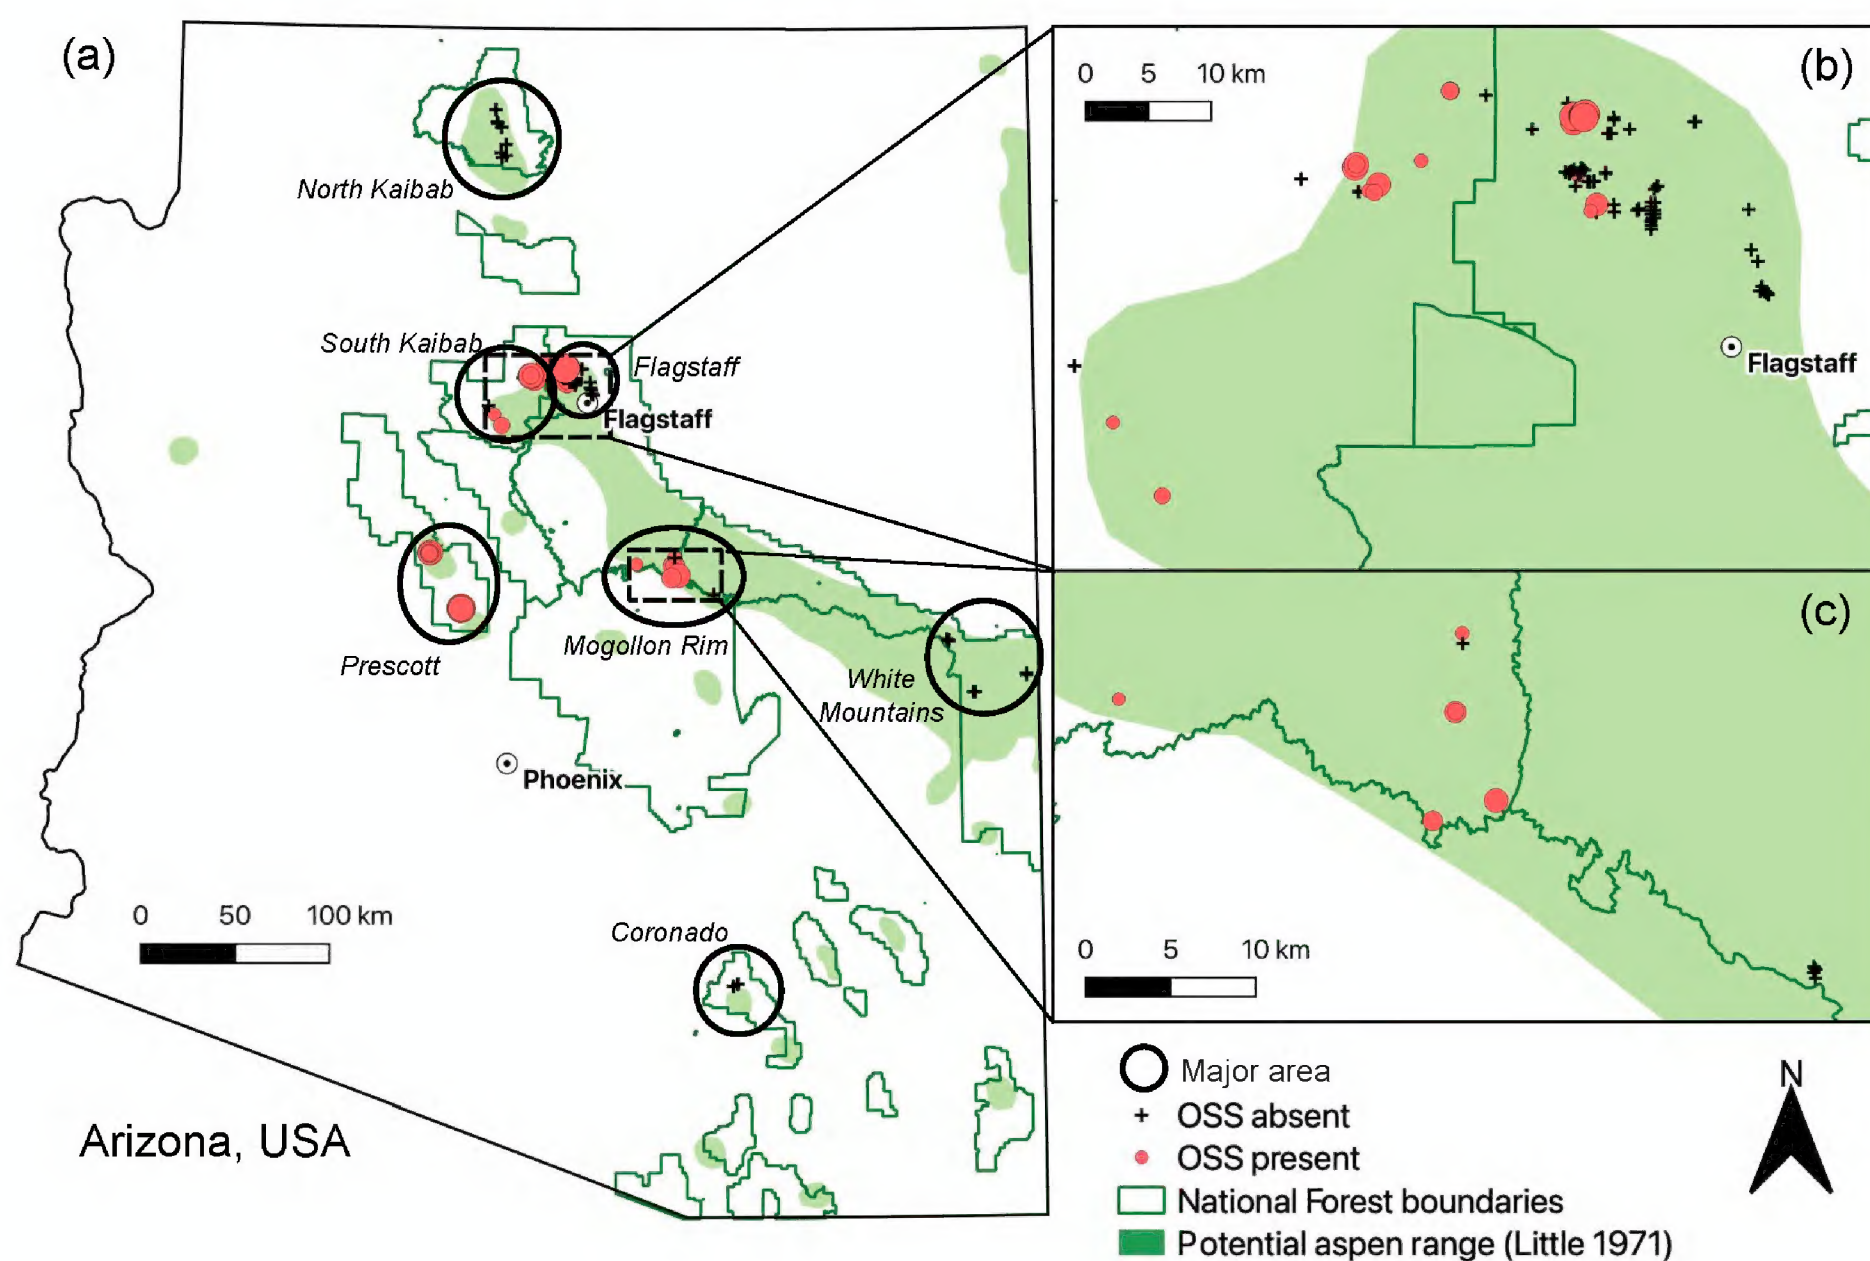 (a)
North Kaibab
South Kaibab
Flagstaff
Flagstaff
Prescott
Mogollon Rim
White
Mountains
Phoenix
0 50 100 km
Coronado
Arizona, USA
(b)
0 5 10 km
Flagstaff
(c)
0 5 10 km
Major area
OSS absent
OSS present
National Forest boundaries
Potential aspen range (Little 1971)
N